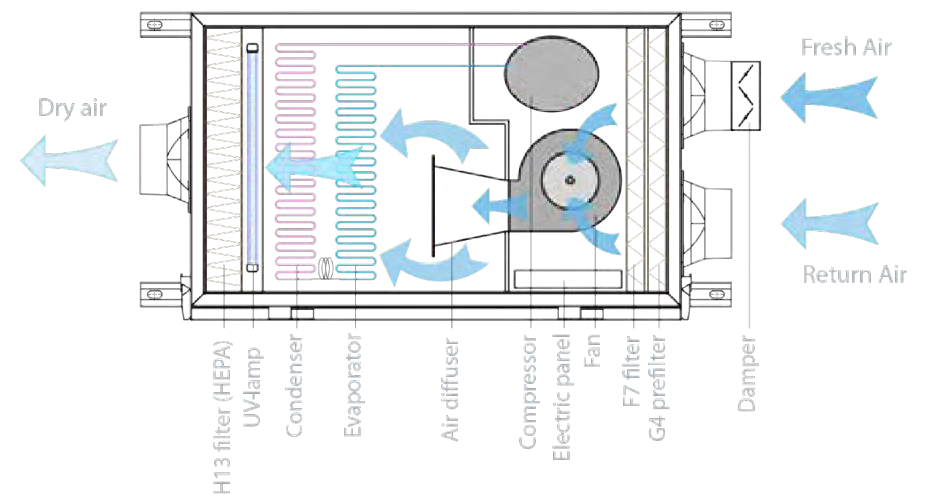 Fresh Air
Dry air
Return Air
H13 filter (HEPA)
UV-lamp
Condenser
Evaporator
Air diffuser
Compressor
Electric panel
Fan
F7 filter
G4 prefilter
Damper